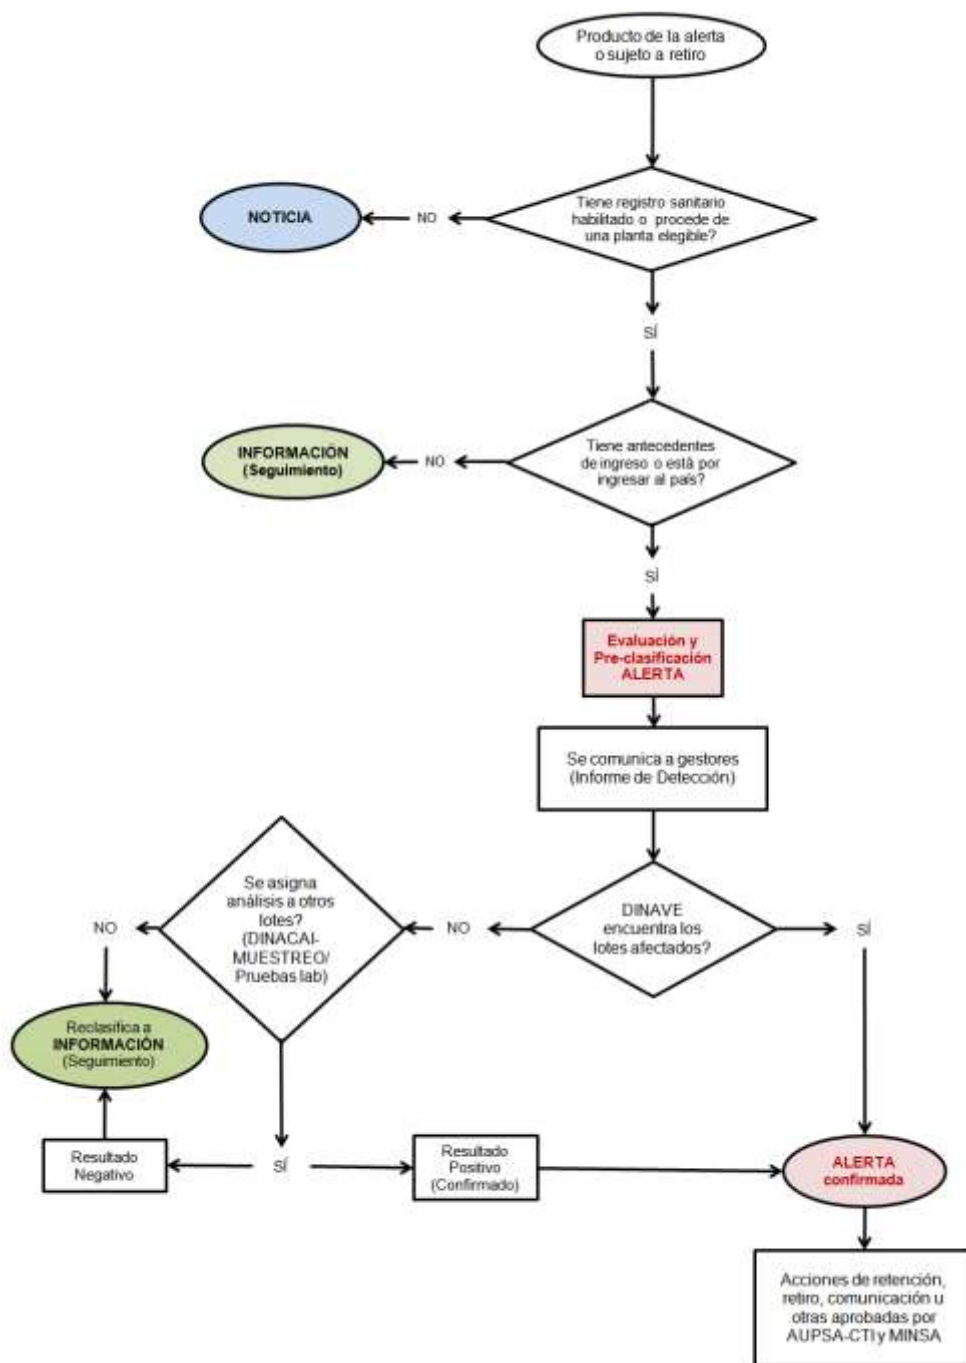 Producto de la alerta
o sujeto a retiro
Tiene registro sanitario
habilitado o procede de
una planta elegible?
NO
NOTICIA
SÍ
Tiene antecedentes
de ingreso o está por
ingresar al país?
NO
INFORMACIÓN
(Seguimiento)
SÍ
Evaluación y
Pre-clasificación
ALERTA
Se comunica a gestores
(Informe de Detección)
DINAVE
encuentra los
lotes afectados?
SÍ
NO
Se asigna
análisis a otros
lotes?
(DINACAI-
MUESTREO/
Pruebas lab)
NO
Reclasifica a
INFORMACIÓN
(Seguimiento)
SÍ
Resultado
Negativo
Resultado
Positivo
(Confirmado)
ALERTA
confirmada
Acciones de retención,
retiro, comunicación u
otras aprobadas por
AUPSA-CTI y MINSA